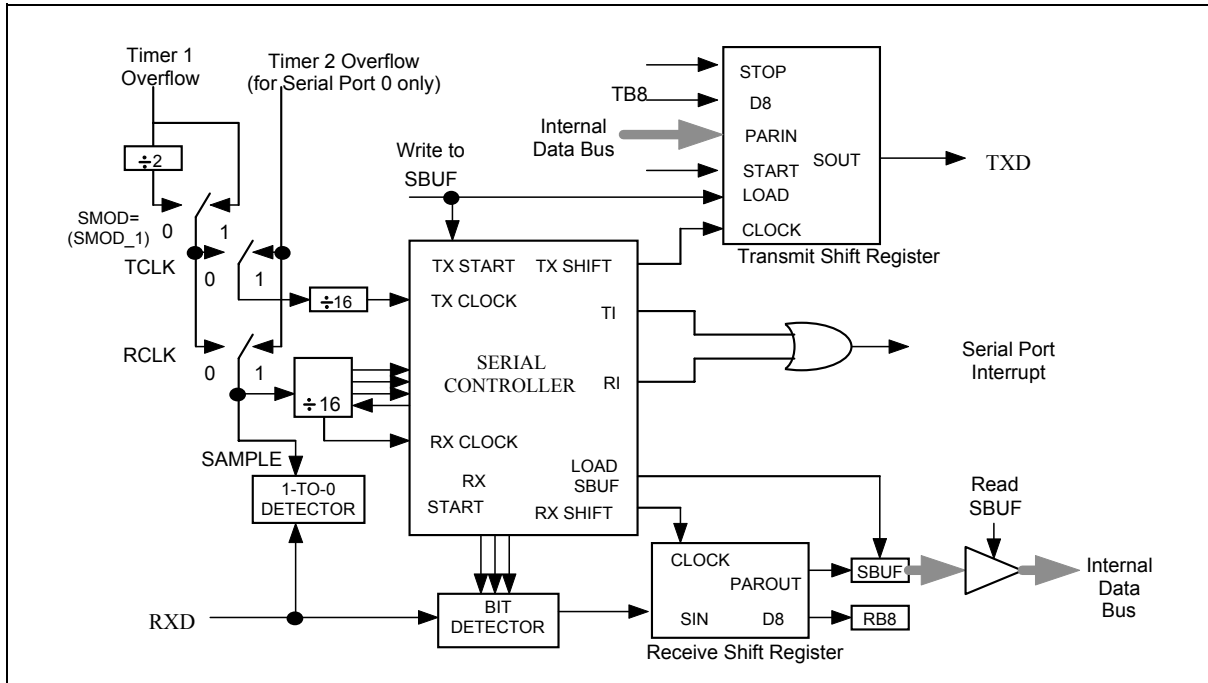 Timer 1
Overflow
Timer 2 Overflow
(for Serial Port 0 only)
÷2
SMOD=
(SMOD_1)
0
1
TCLK
0
1
÷16
RCLK
0
1
÷16
SAMPLE
1-TO-0
DETECTOR
RXD
Write to
SBUF
TX START
TX SHIFT
TX CLOCK
TI
SERIAL
CONTROLLER
RI
RX CLOCK
LOAD
SBUF
RX
START
RX SHIFT
BIT
DETECTOR
TB8
Internal
Data Bus
STOP
D8
PARIN
SOUT
START
LOAD
CLOCK
Transmit Shift Register
TXD
Serial Port
Interrupt
CLOCK
PAROUT
SIN
D8
Receive Shift Register
SBUF
RB8
Read
SBUF
Internal
Data
Bus